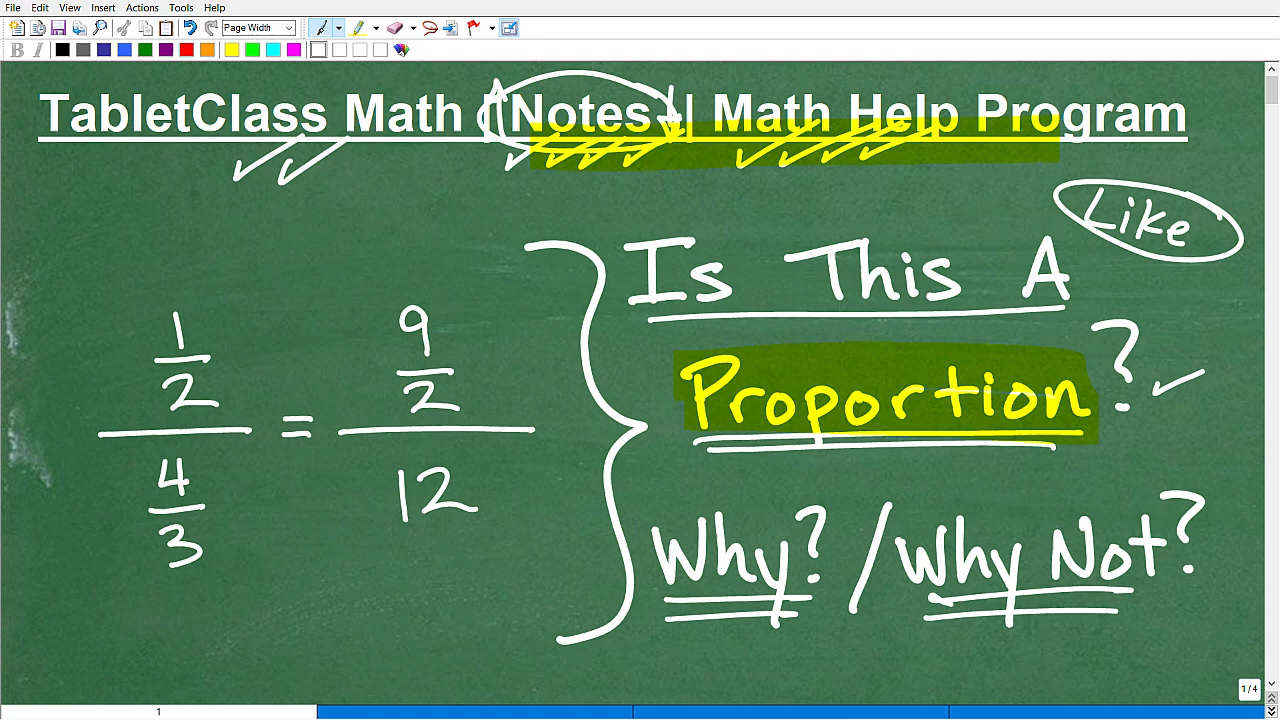 File Edit View Insert Actions Tools Help
Page Width
B I
TabletClass Math | Notes | Math Help Program
Like
Is This A
Proportion?
Why? / Why Not?
1/2 / 4/3 = 9/2 / 12
1/4
1